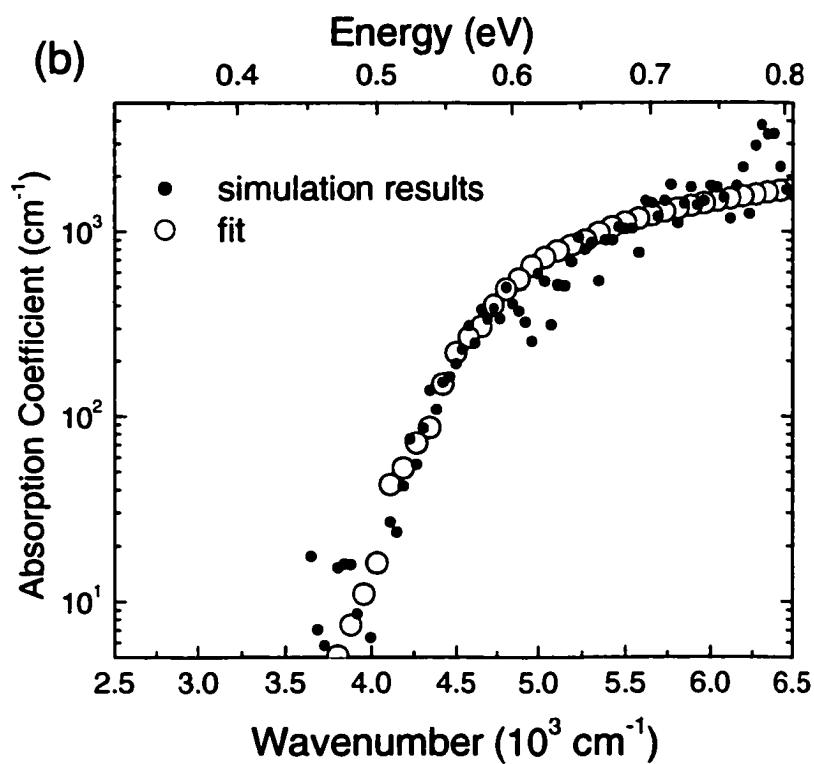 (b)
Energy (eV)
0.4 0.5 0.6 0.7 0.8
Absorption Coefficient (cm⁻¹)
10³
10²
10¹
simulation results
fit
2.5 3.0 3.5 4.0 4.5 5.0 5.5 6.0 6.5
Wavenumber (10³ cm⁻¹)